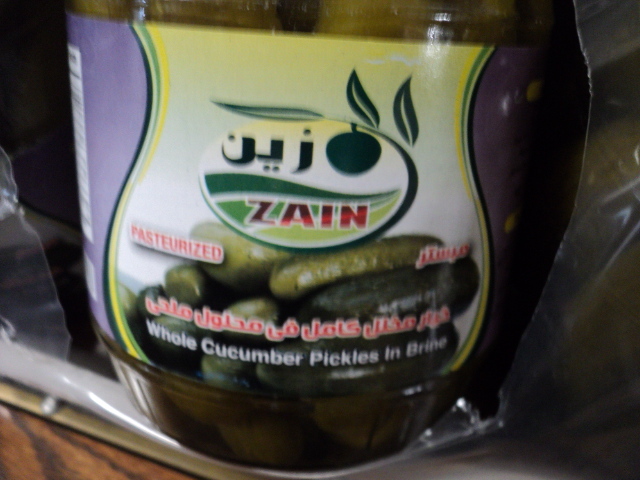 زين
ZAIN
PASTEURIZED
مبستر
خيار مخلل كامل في محلول ملحي
Whole Cucumber Pickles In Brine